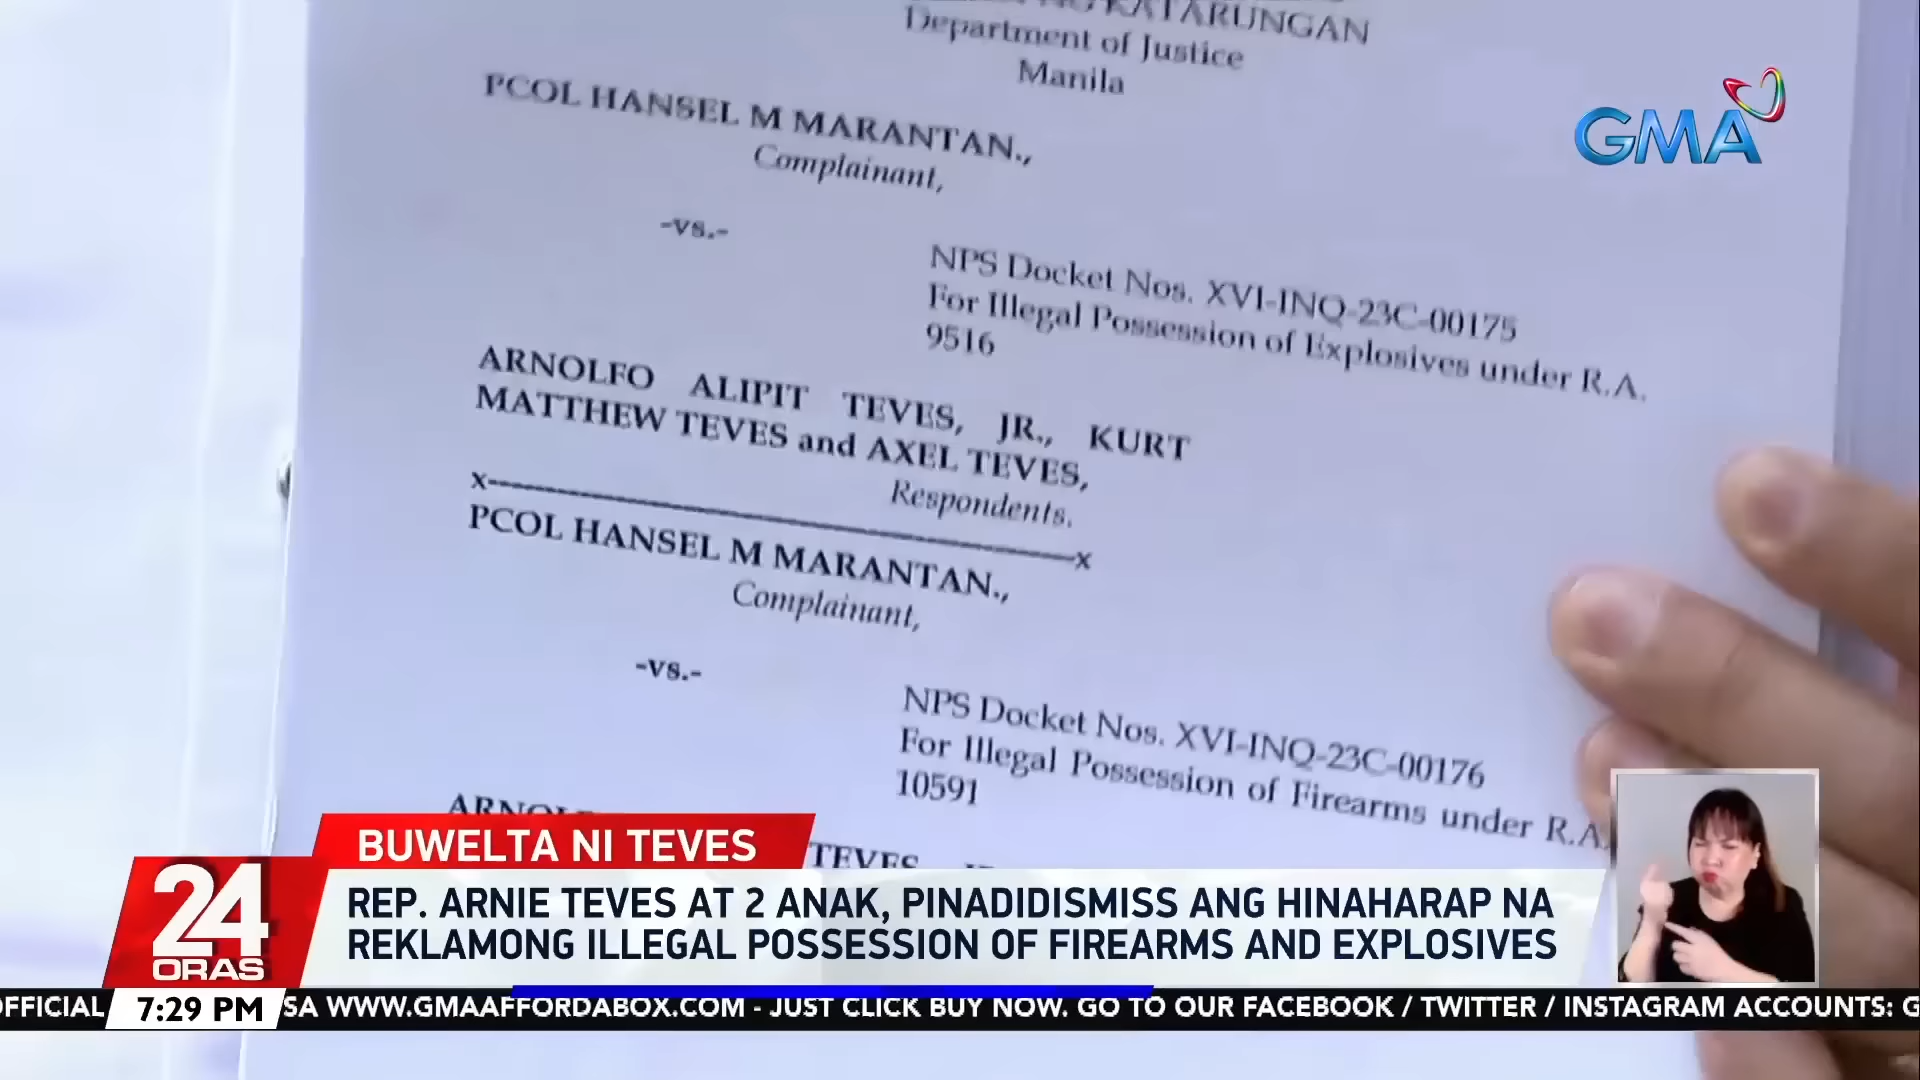 KATARUNGAN
Department of Justice
Manila
PCOL HANSEL M MARANTAN.,
Complainant,
-vs.-
NPS Docket Nos. XVI-INQ-23C-00175
For Illegal Possession of Explosives under R.A.
9516
ARNOLFO ALIPIT TEVES, JR., KURT
MATTHEW TEVES and AXEL TEVES,
Respondents.
x-----------------------------------------x
PCOL HANSEL M MARANTAN.,
Complainant,
-vs.-
NPS Docket Nos. XVI-INQ-23C-00176
For Illegal Possession of Firearms under R.A.
10591
TEVES
GMA
BUWELTA NI TEVES
24
ORAS
REP. ARNIE TEVES AT 2 ANAK, PINADIDISMISS ANG HINAHARAP NA
REKLAMONG ILLEGAL POSSESSION OF FIREARMS AND EXPLOSIVES
OFFICIAL 7:29 PM SA WWW.GMAAFFORDABOX.COM - JUST CLICK BUY NOW. GO TO OUR FACEBOOK / TWITTER / INSTAGRAM ACCOUNTS: G